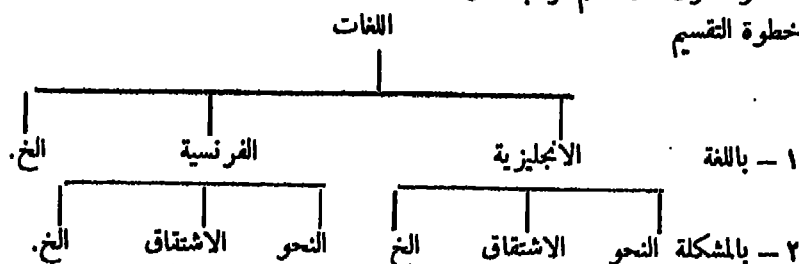 خطوة التقسيم
اللغات
١ – باللغة الانجليزية الفرنسية الخ.
٢ – بالمشكلة النحو الاشتقاق الخ النحو الاشتقاق الخ.